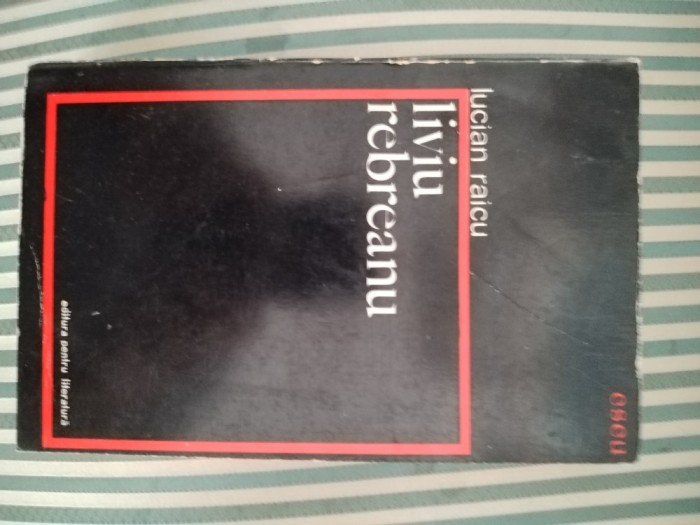 eseu
lucian raicu
liviu
rebreanu
editura pentru literatură